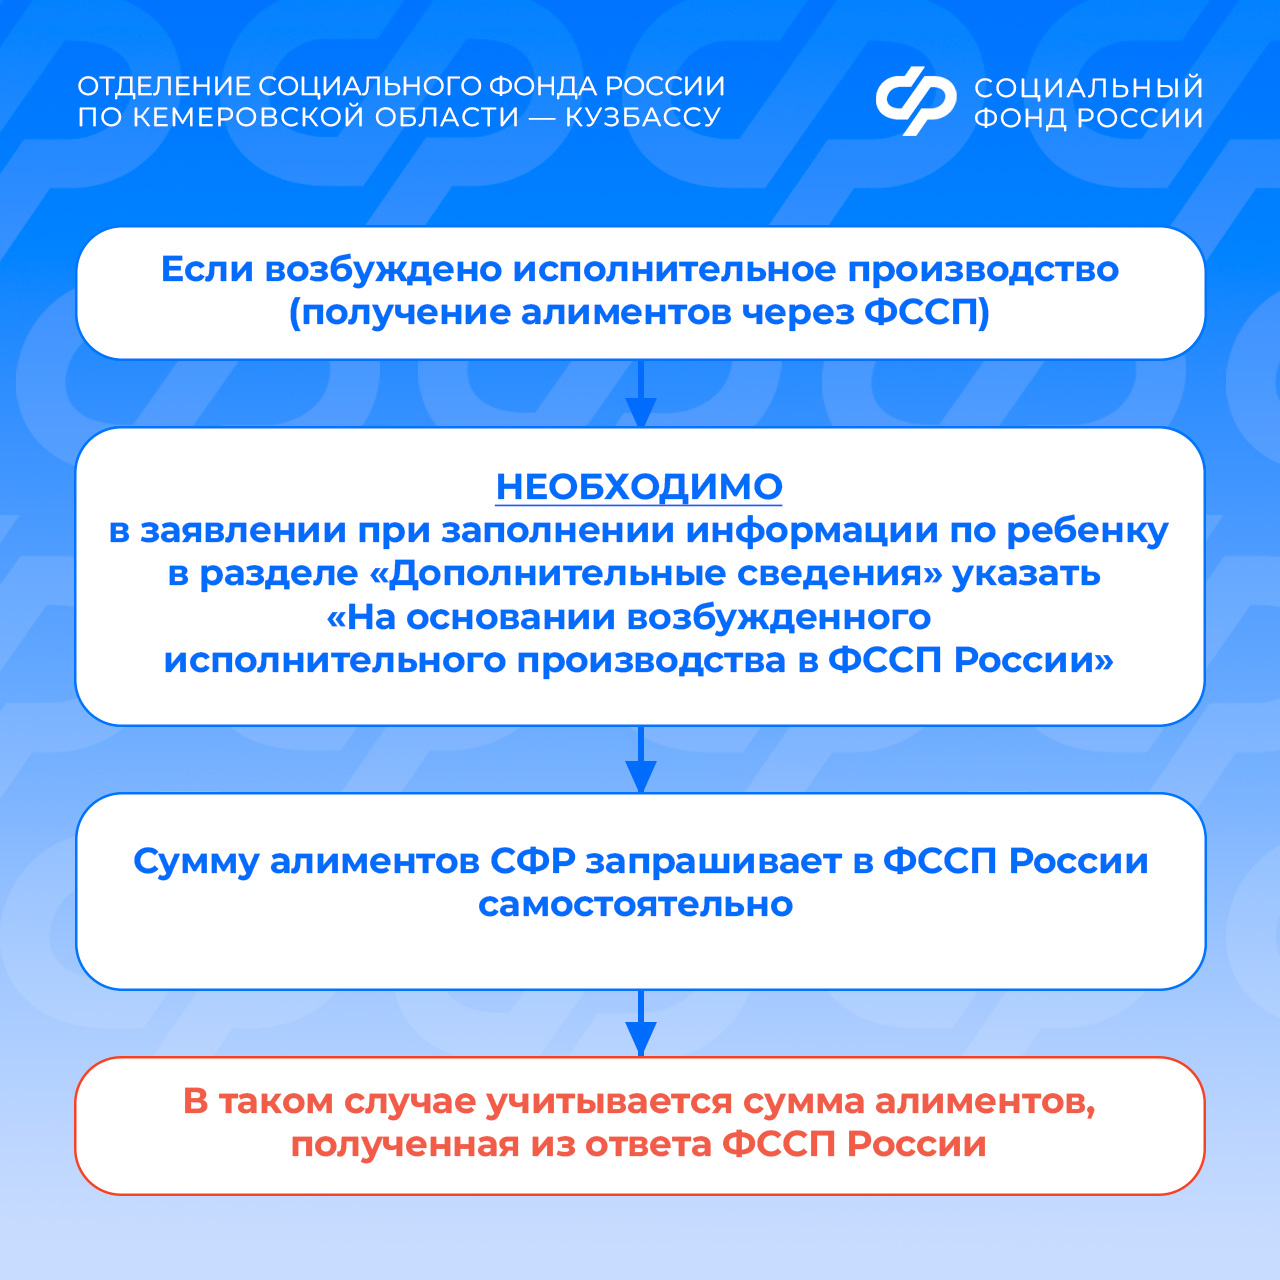 ОТДЕЛЕНИЕ СОЦИАЛЬНОГО ФОНДА РОССИИ
ПО КЕМЕРОВСКОЙ ОБЛАСТИ — КУЗБАССУ
СОЦИАЛЬНЫЙ
ФОНД РОССИИ
Если возбуждено исполнительное производство
(получение алиментов через ФССП)
НЕОБХОДИМО
в заявлении при заполнении информации по ребенку
в разделе «Дополнительные сведения» указать
«На основании возбужденного
исполнительного производства в ФССП России»
Сумму алиментов СФР запрашивает в ФССП России
самостоятельно
В таком случае учитывается сумма алиментов,
полученная из ответа ФССП России